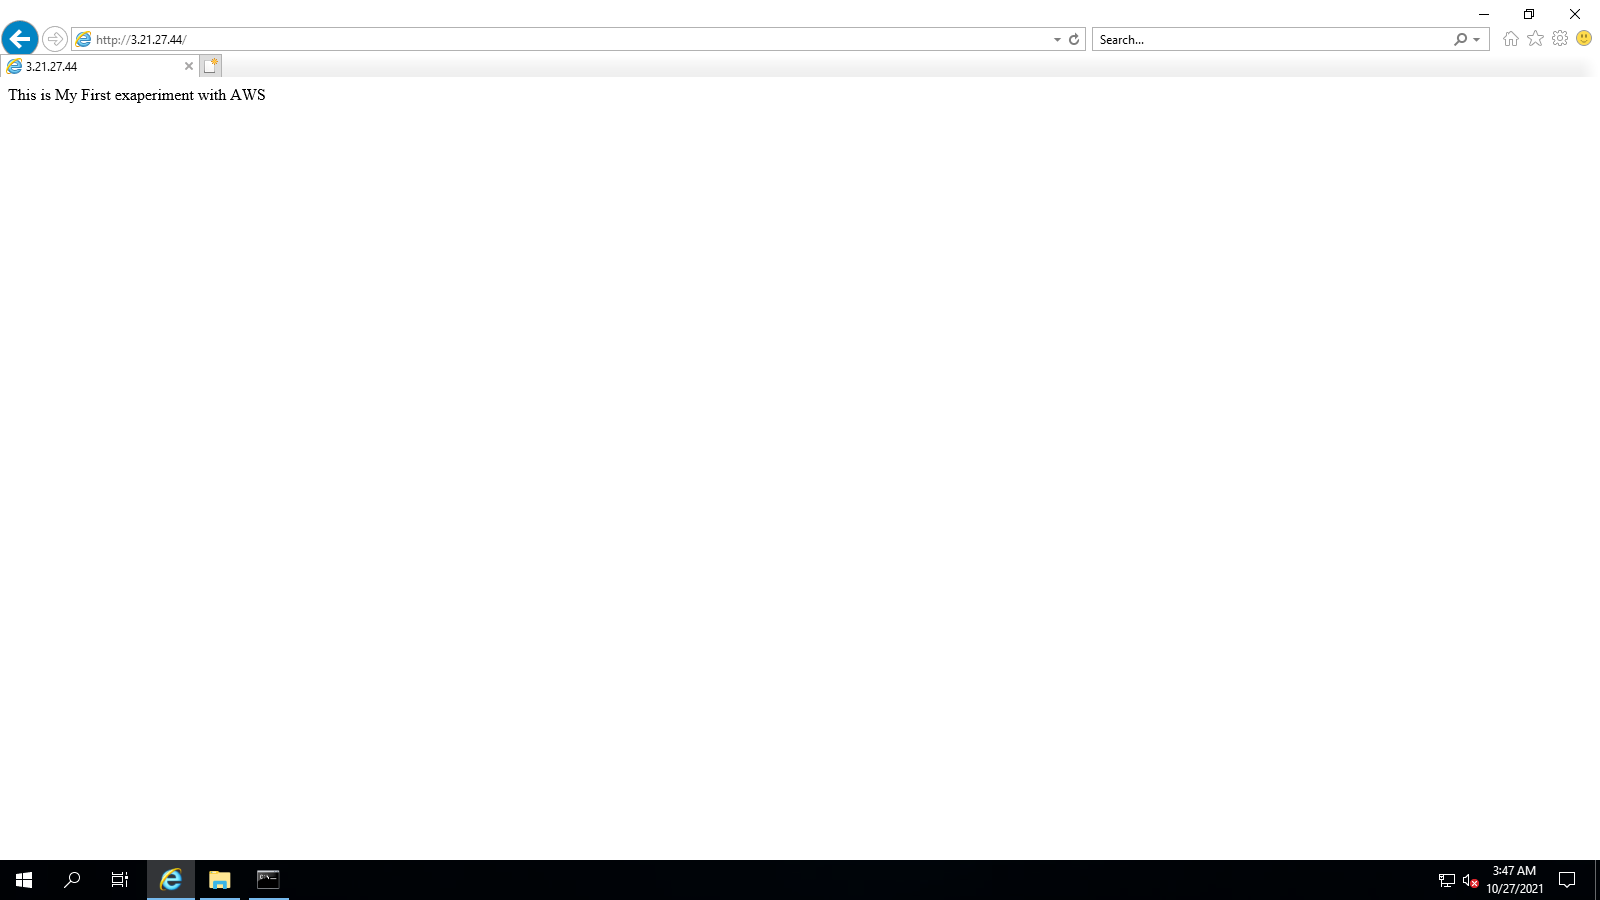 http://3.21.27.44/
Search...
3.21.27.44
This is My First exaperiment with AWS
3:47 AM
10/27/2021